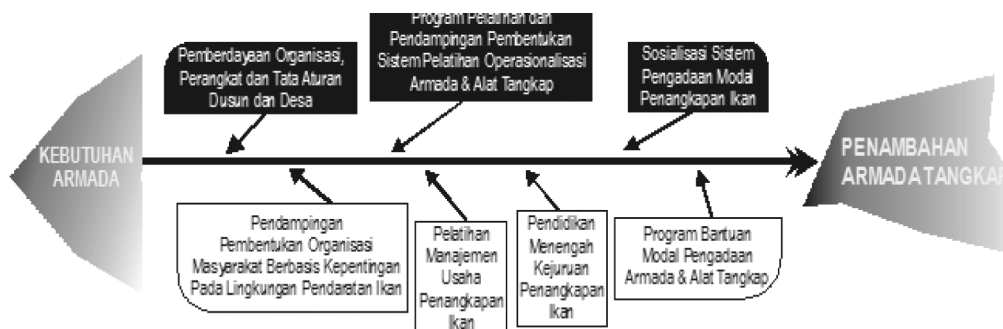 Program Pelatihan dan
Pendampingan Pembentukan
Sistem Pelatihan Operasionalisasi
Armada & Alat Tangkap
Pemberdayaan Organisasi,
Perangkat dan Tata Aturan
Dusun dan Desa
Sosialisasi Sistem
Pengadaan Modal
Penangkapan Ikan
KEBUTUHAN
ARMADA
PENAMBAHAN
ARMADA TANGKAP
Pendampingan
Pembentukan Organisasi
Masyarakat Berbasis Kepentingan
Pada Lingkungan Pendaratan Ikan
Pelatihan
Manajemen
Usaha
Penangkapan
Ikan
Pendidikan
Menengah
Kejuruan
Penangkapan
Ikan
Program Bantuan
Modal Pengadaan
Armada & Alat Tangkap